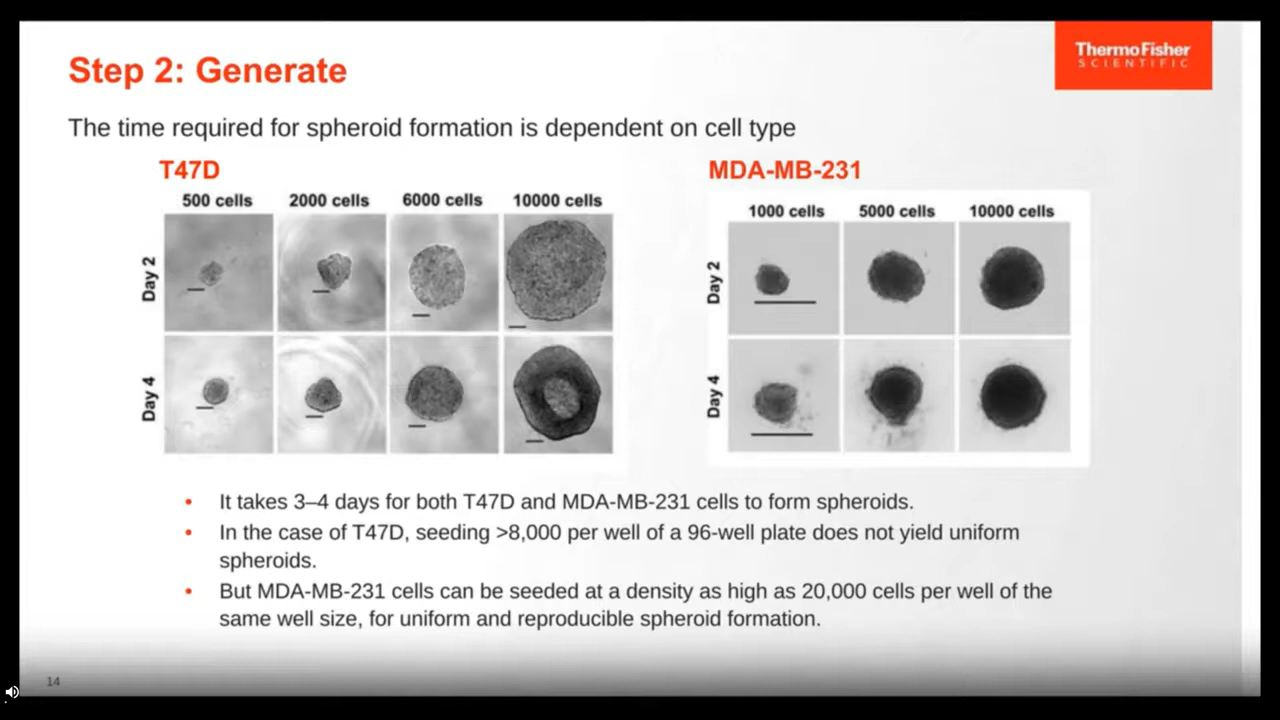 Step 2: Generate
ThermoFisher
SCIENTIFIC
The time required for spheroid formation is dependent on cell type
T47D
500 cells 2000 cells 6000 cells 10000 cells
Day 2
Day 4
MDA-MB-231
1000 cells 5000 cells 10000 cells
Day 2
Day 4
• It takes 3–4 days for both T47D and MDA-MB-231 cells to form spheroids.
• In the case of T47D, seeding >8,000 per well of a 96-well plate does not yield uniform
spheroids.
• But MDA-MB-231 cells can be seeded at a density as high as 20,000 cells per well of the
same well size, for uniform and reproducible spheroid formation.
14